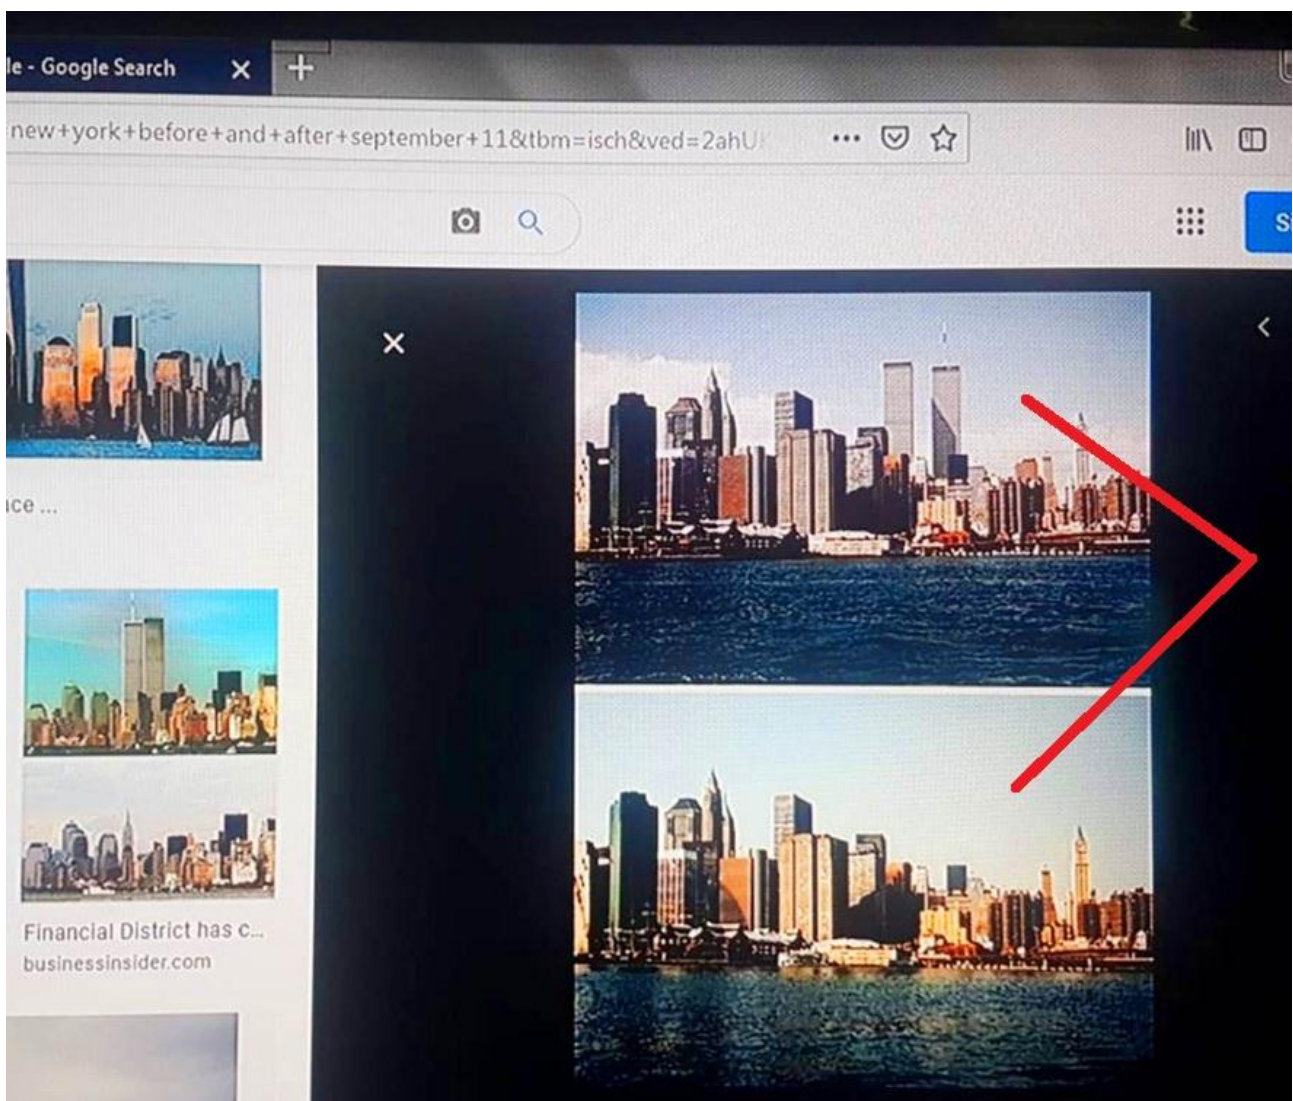 le - Google Search
new+york+before+and+after+september+11&tbm=isch&ved=2ahU
ce ...
Financial District has c...
businessinsider.com